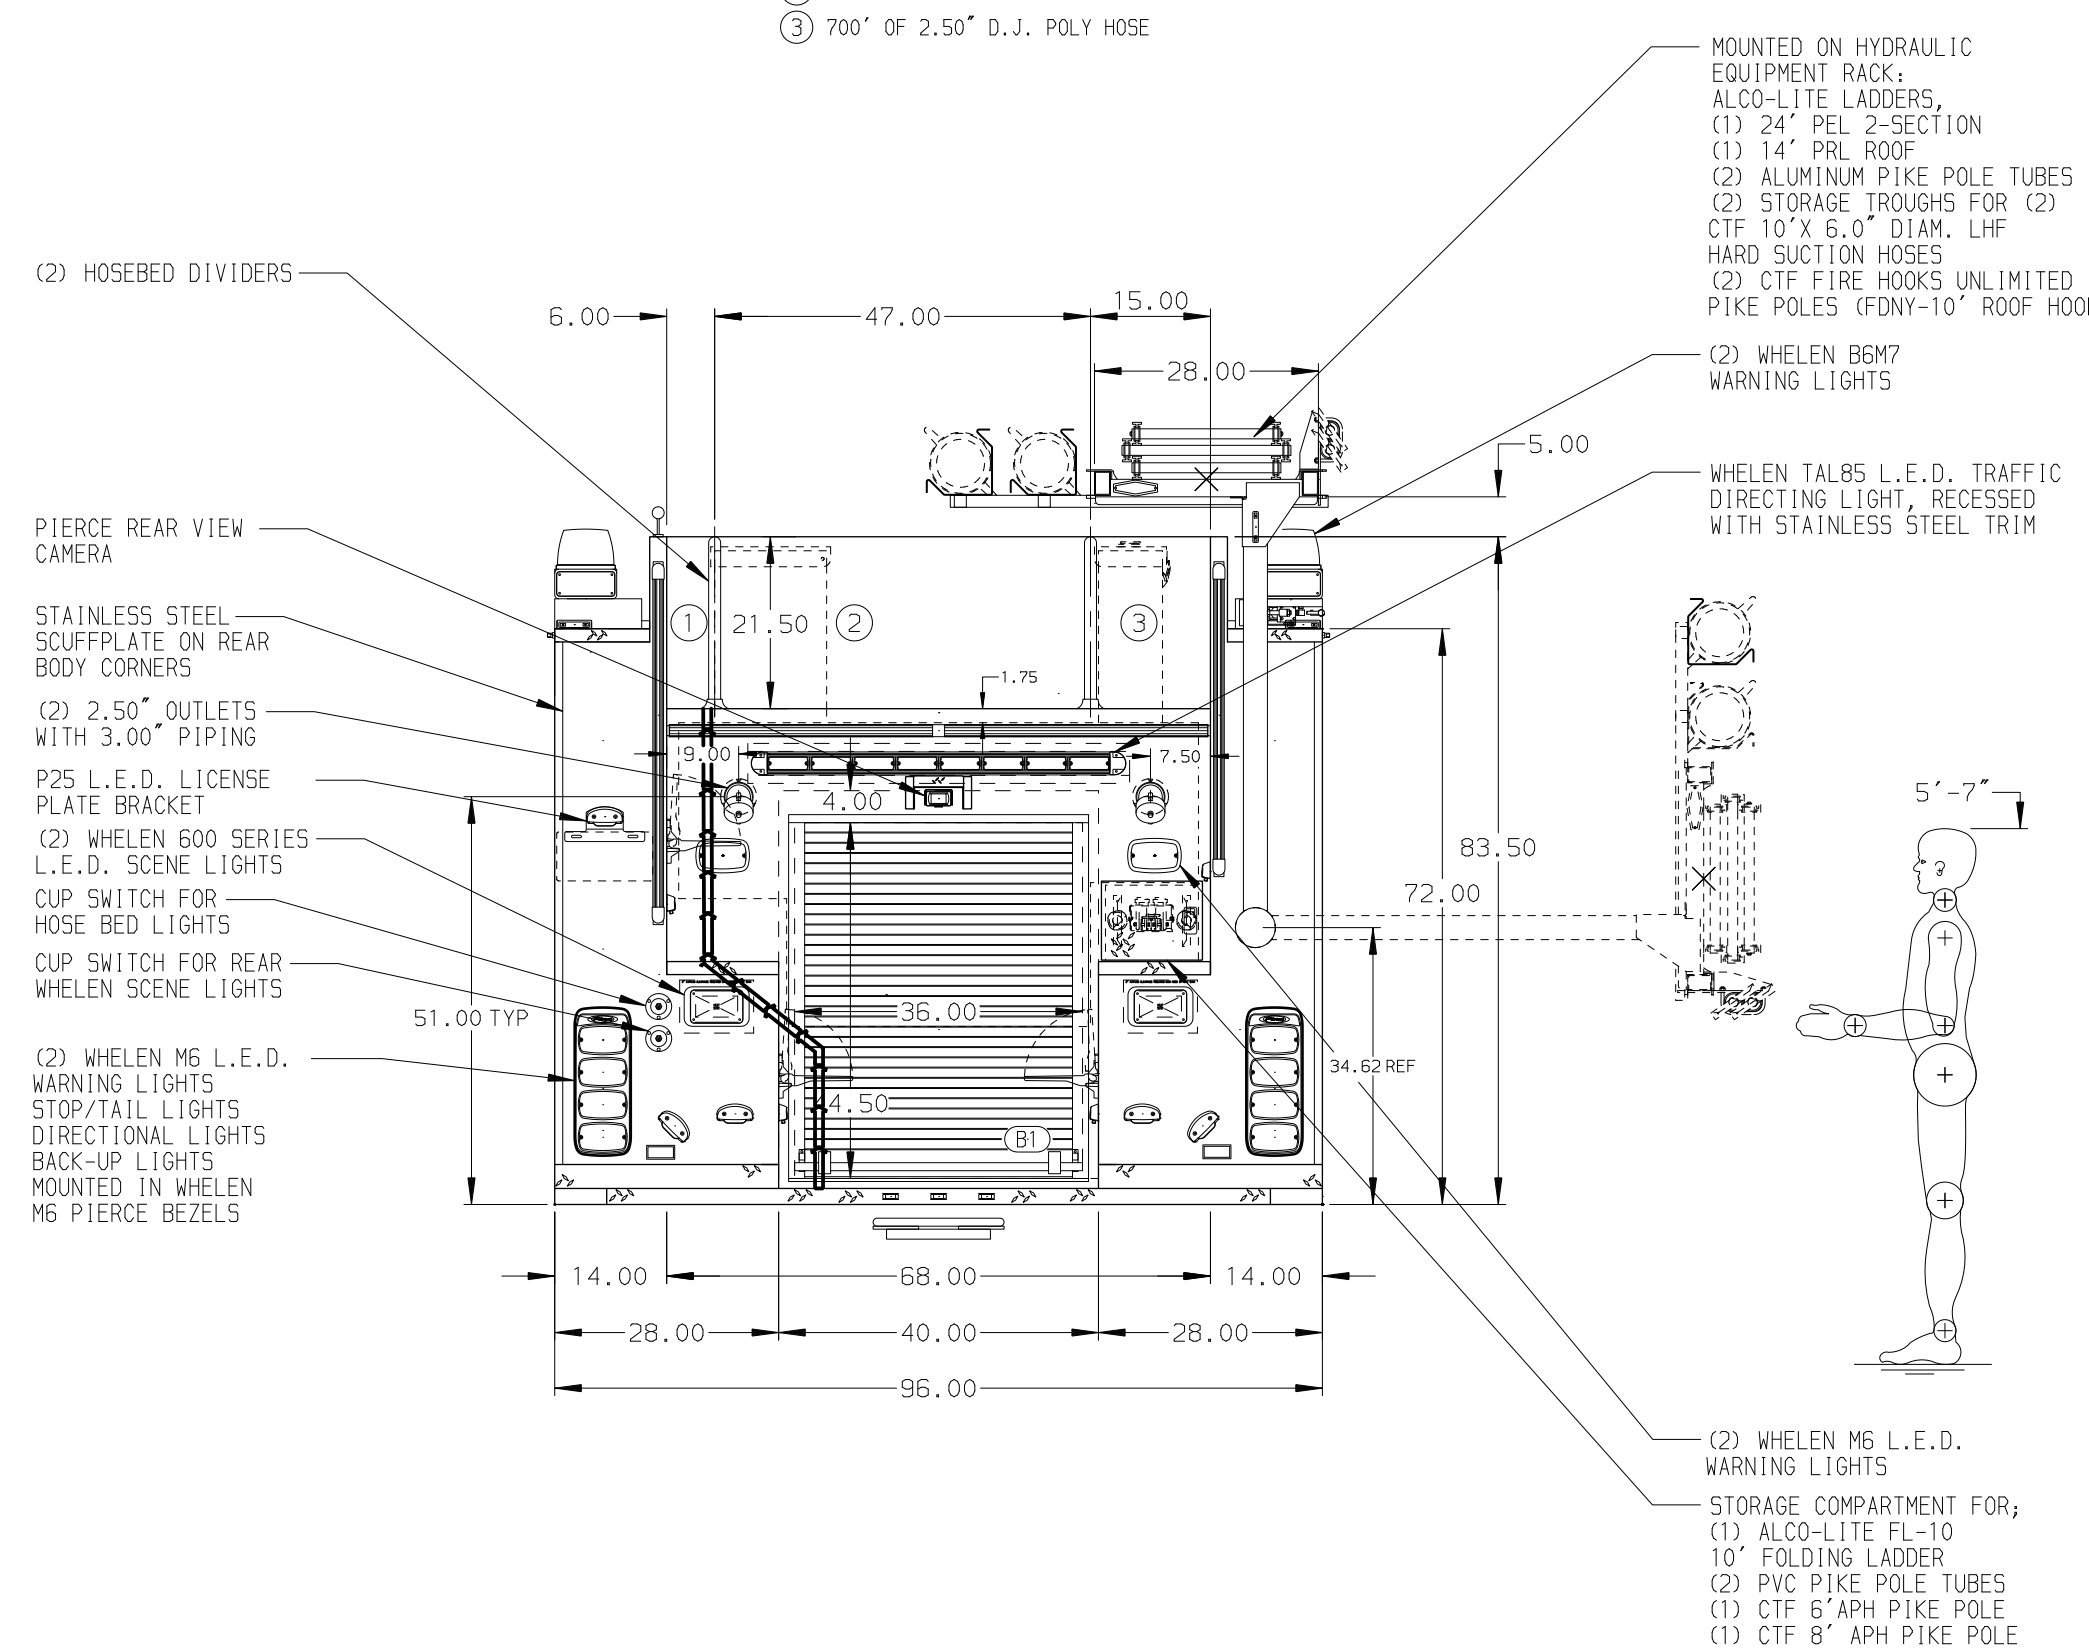 ③ 700' OF 2.50" D.J. POLY HOSE
MOUNTED ON HYDRAULIC
EQUIPMENT RACK:
ALCO-LITE LADDERS,
(1) 24' PEL 2-SECTION
(1) 14' PRL ROOF
(2) ALUMINUM PIKE POLE TUBES
(2) STORAGE TROUGHS FOR (2)
CTF 10'X 6.0" DIAM. LHF
HARD SUCTION HOSES
(2) CTF FIRE HOOKS UNLIMITED
PIKE POLES (FDNY-10' ROOF
(2) WHELEN B6M7
WARNING LIGHTS
WHELEN TAL85 L.E.D. TRAFFIC
DIRECTING LIGHT, RECESSED
WITH STAINLESS STEEL TRIM
(2) HOSEBED DIVIDERS
PIERCE REAR VIEW
CAMERA
STAINLESS STEEL
SCUFFPLATE ON REAR
BODY CORNERS
(2) 2.50" OUTLETS
WITH 3.00" PIPING
P25 L.E.D. LICENSE
PLATE BRACKET
(2) WHELEN 600 SERIES
L.E.D. SCENE LIGHTS
CUP SWITCH FOR
HOSE BED LIGHTS
CUP SWITCH FOR REAR
WHELEN SCENE LIGHTS
(2) WHELEN M6 L.E.D.
WARNING LIGHTS
STOP/TAIL LIGHTS
DIRECTIONAL LIGHTS
BACK-UP LIGHTS
MOUNTED IN WHELEN
M6 PIERCE BEZELS
6.00
47.00
15.00
28.00
5.00
①
21.50
②
③
1.75
9.00
7.50
4.00
5'-7"
83.50
72.00
36.00
51.00 TYP
34.62 REF
4.50
B1
14.00
68.00
14.00
28.00
40.00
28.00
96.00
(2) WHELEN M6 L.E.D.
WARNING LIGHTS
STORAGE COMPARTMENT FOR;
(1) ALCO-LITE FL-10
10' FOLDING LADDER
(2) PVC PIKE POLE TUBES
(1) CTF 6'APH PIKE POLE
(1) CTF 8' APH PIKE POLE